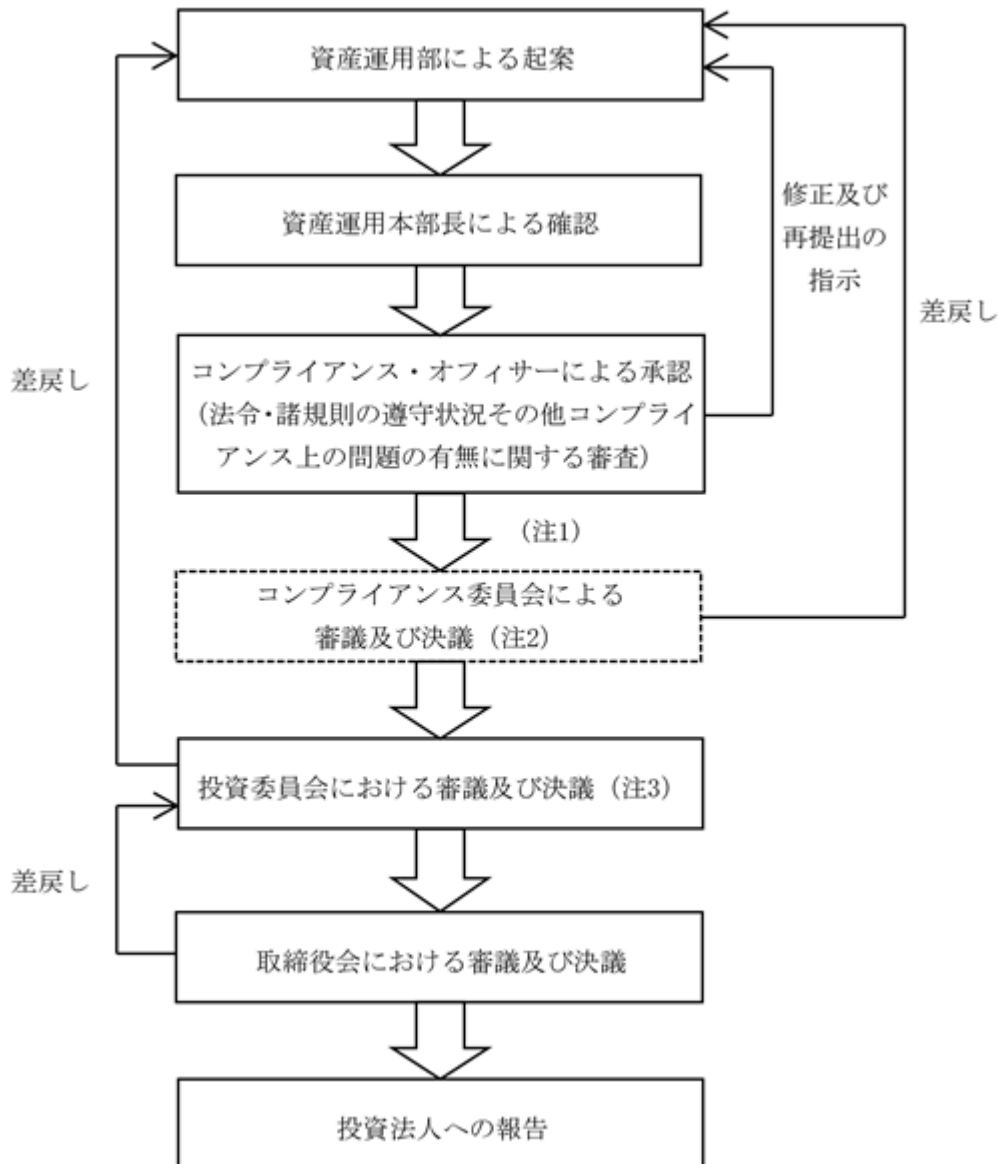 資産運用部による起案
資産運用本部長による確認
修正及び
再提出の
指示
差戻し
差戻し
コンプライアンス・オフィサーによる承認
（法令・諸規則の遵守状況その他コンプライ
アンス上の問題の有無に関する審査）
（注1）
コンプライアンス委員会による
審議及び決議（注2）
投資委員会における審議及び決議（注3）
差戻し
取締役会における審議及び決議
投資法人への報告